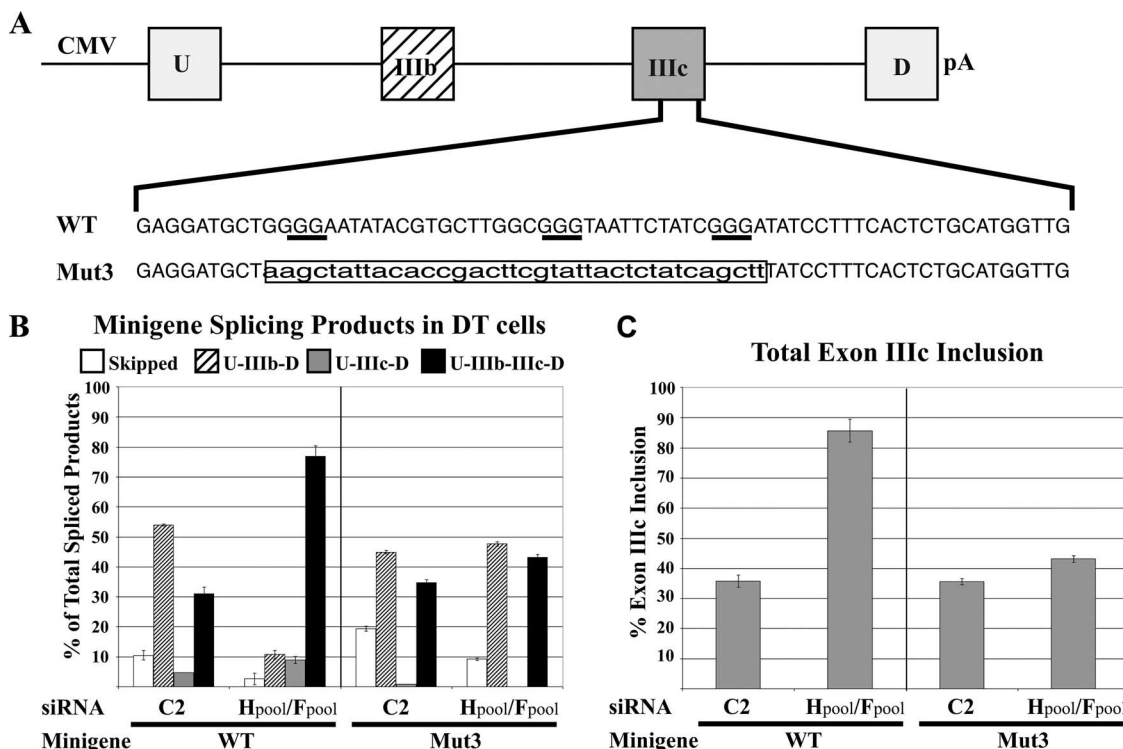 A
CMV
U
IIIb
IIIc
D
pA
WT GAGGATGCTGGGGAATATACGTGCTTGGCGGGTAATTCTATCGGGATATCCTTTCACTCTGCATGGTTG
Mut3 GAGGATGCTaagctattacaccgacttcgtattactctatcagcttTATCCTTTCACTCTGCATGGTTG
B
Minigene Splicing Products in DT cells
Skipped U-IIIb-D U-IIIc-D U-IIIb-IIIc-D
% of Total Spliced Products
100
90
80
70
60
50
40
30
20
10
siRNA C2 Hpool/Fpool C2 Hpool/Fpool
Minigene WT Mut3
C
Total Exon IIIc Inclusion
% Exon IIIc Inclusion
100
90
80
70
60
50
40
30
20
10
siRNA C2 Hpool/Fpool C2 Hpool/Fpool
Minigene WT Mut3